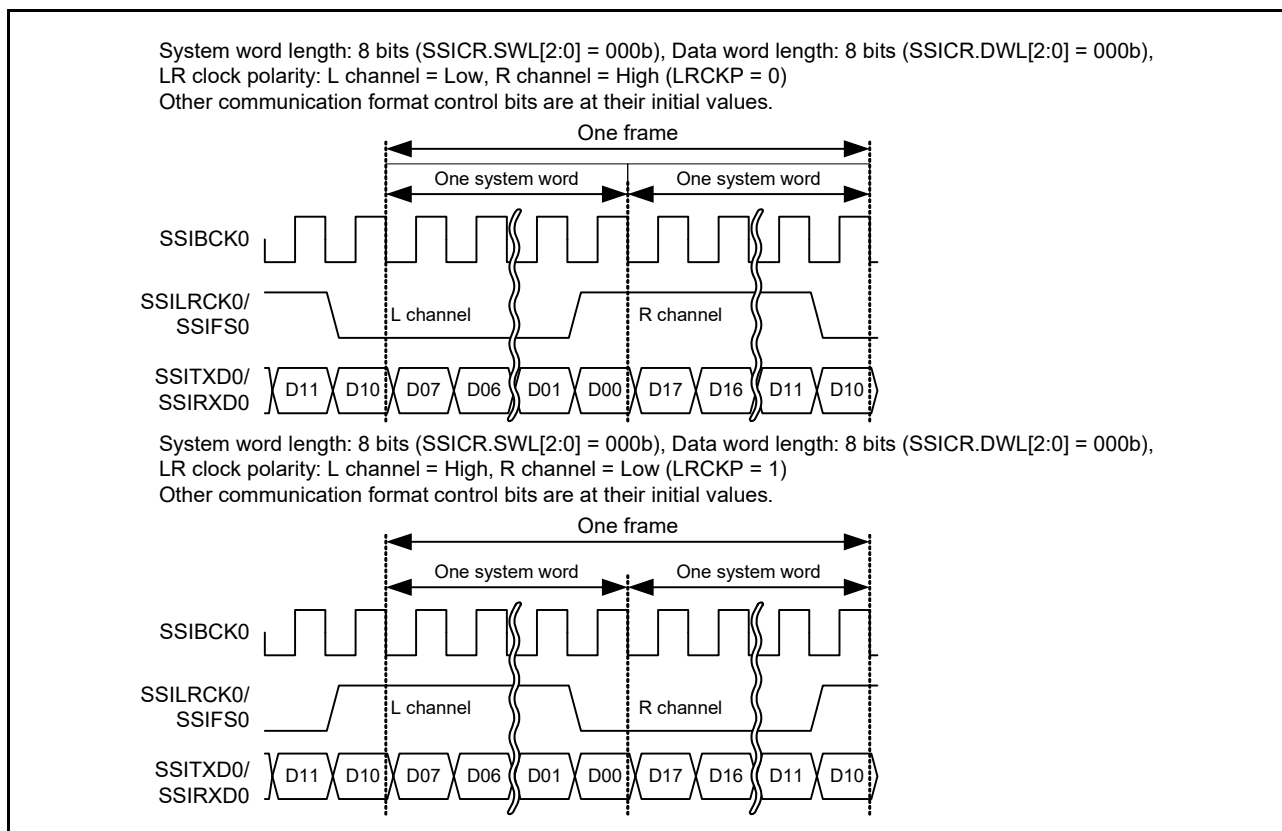 System word length: 8 bits (SSICR.SWL[2:0] = 000b), Data word length: 8 bits (SSICR.DWL[2:0] = 000b),
LR clock polarity: L channel = Low, R channel = High (LRCKP = 0)
Other communication format control bits are at their initial values.
One frame
One system word One system word
SSIBCK0
SSILRCK0/
SSIFS0
L channel R channel
SSITXD0/
SSIRXD0
D11 D10 D07 D06 D01 D00 D17 D16 D11 D10
System word length: 8 bits (SSICR.SWL[2:0] = 000b), Data word length: 8 bits (SSICR.DWL[2:0] = 000b),
LR clock polarity: L channel = High, R channel = Low (LRCKP = 1)
Other communication format control bits are at their initial values.
One frame
One system word One system word
SSIBCK0
SSILRCK0/
SSIFS0
L channel R channel
SSITXD0/
SSIRXD0
D11 D10 D07 D06 D01 D00 D17 D16 D11 D10